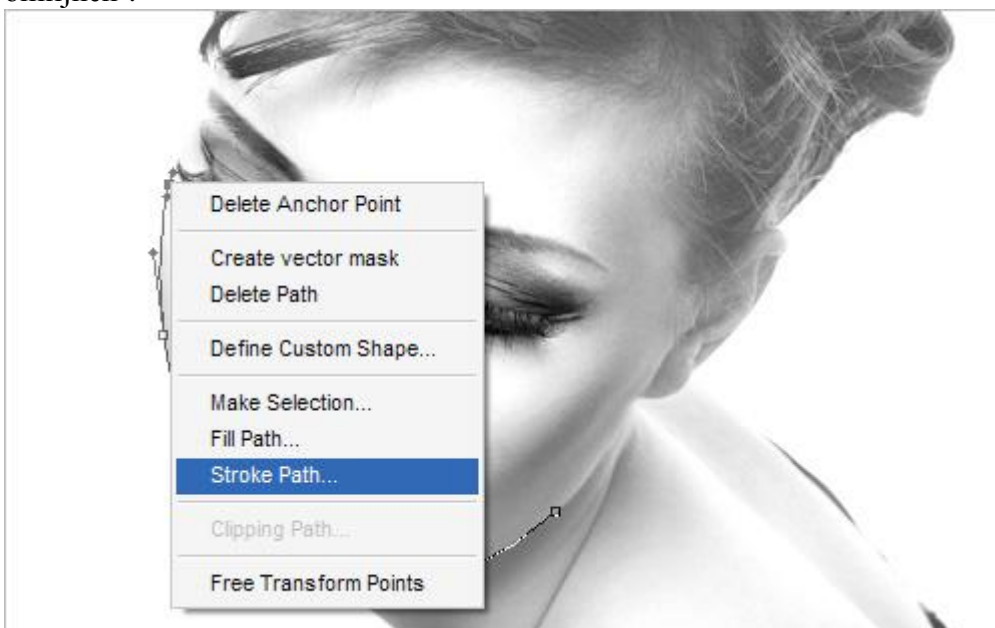 Delete Anchor Point
Create vector mask
Delete Path
Define Custom Shape...
Make Selection...
Fill Path...
Stroke Path...
Clipping Path...
Free Transform Points